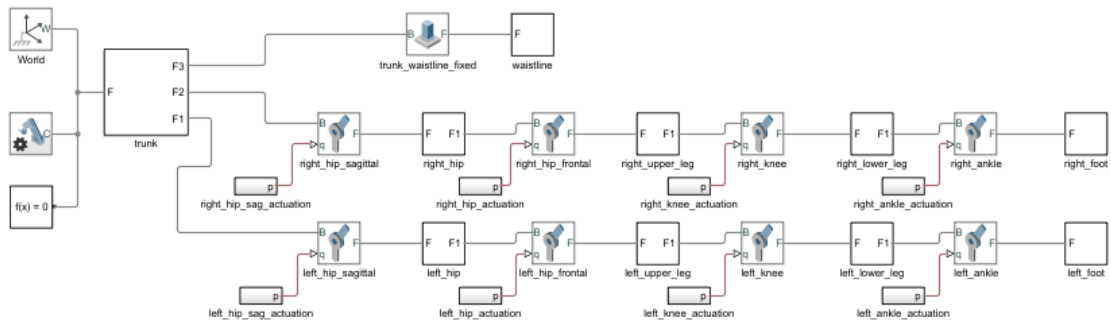 W
World
B F
trunk_waistline_fixed
F
waistline
C
f(x) = 0
F F3 F2 F1
trunk
B q F
right_hip_sagittal
F F1
right_hip
B q F
right_hip_frontal
F F1
right_upper_leg
B q F
right_knee
F F1
right_lower_leg
B q F
right_ankle
F
right_foot
p
right_hip_sag_actuation
p
right_hip_actuation
p
right_knee_actuation
p
right_ankle_actuation
B q F
left_hip_sagittal
F F1
left_hip
B q F
left_hip_frontal
F F1
left_upper_leg
B q F
left_knee
F F1
left_lower_leg
B q F
left_ankle
F
left_foot
p
left_hip_sag_actuation
p
left_hip_actuation
p
left_knee_actuation
p
left_ankle_actuation